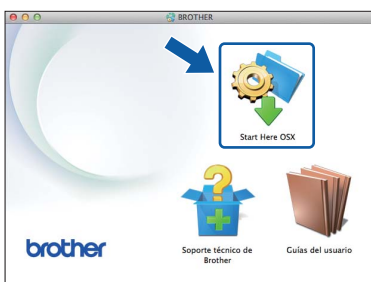 BROTHER
Start Here OSX
Soporte técnico de
Brother
Guías del usuario
brother